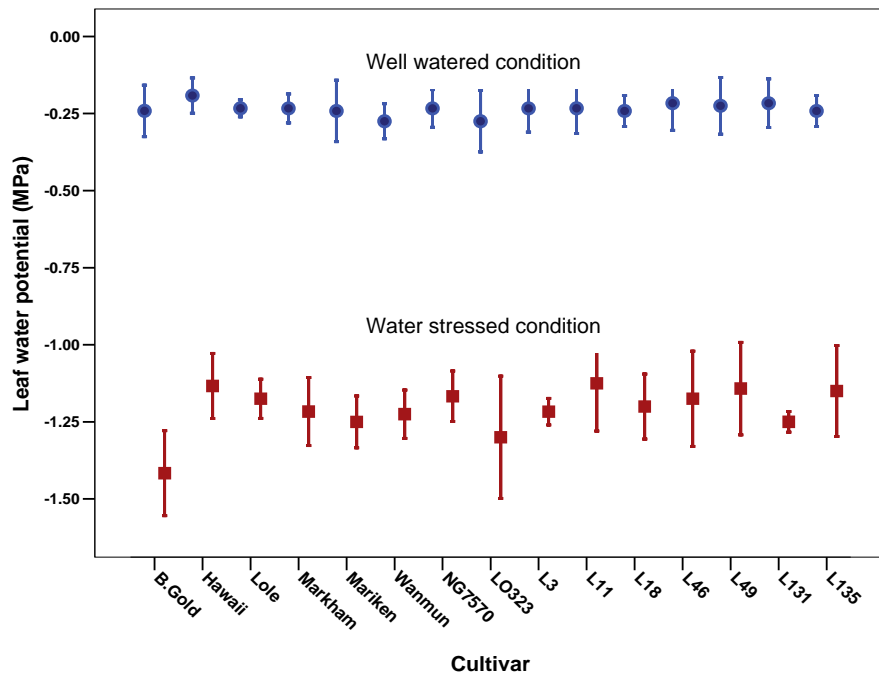 0.00
-0.25
-0.50
-0.75
-1.00
-1.25
-1.50
Leaf water potential (MPa)
Well watered condition
Water stressed condition
B.Gold
Hawaii
Lole
Markham
Mariken
Wanmun
NG7570
LO323
L3
L11
L18
L46
L49
L131
L135
Cultivar